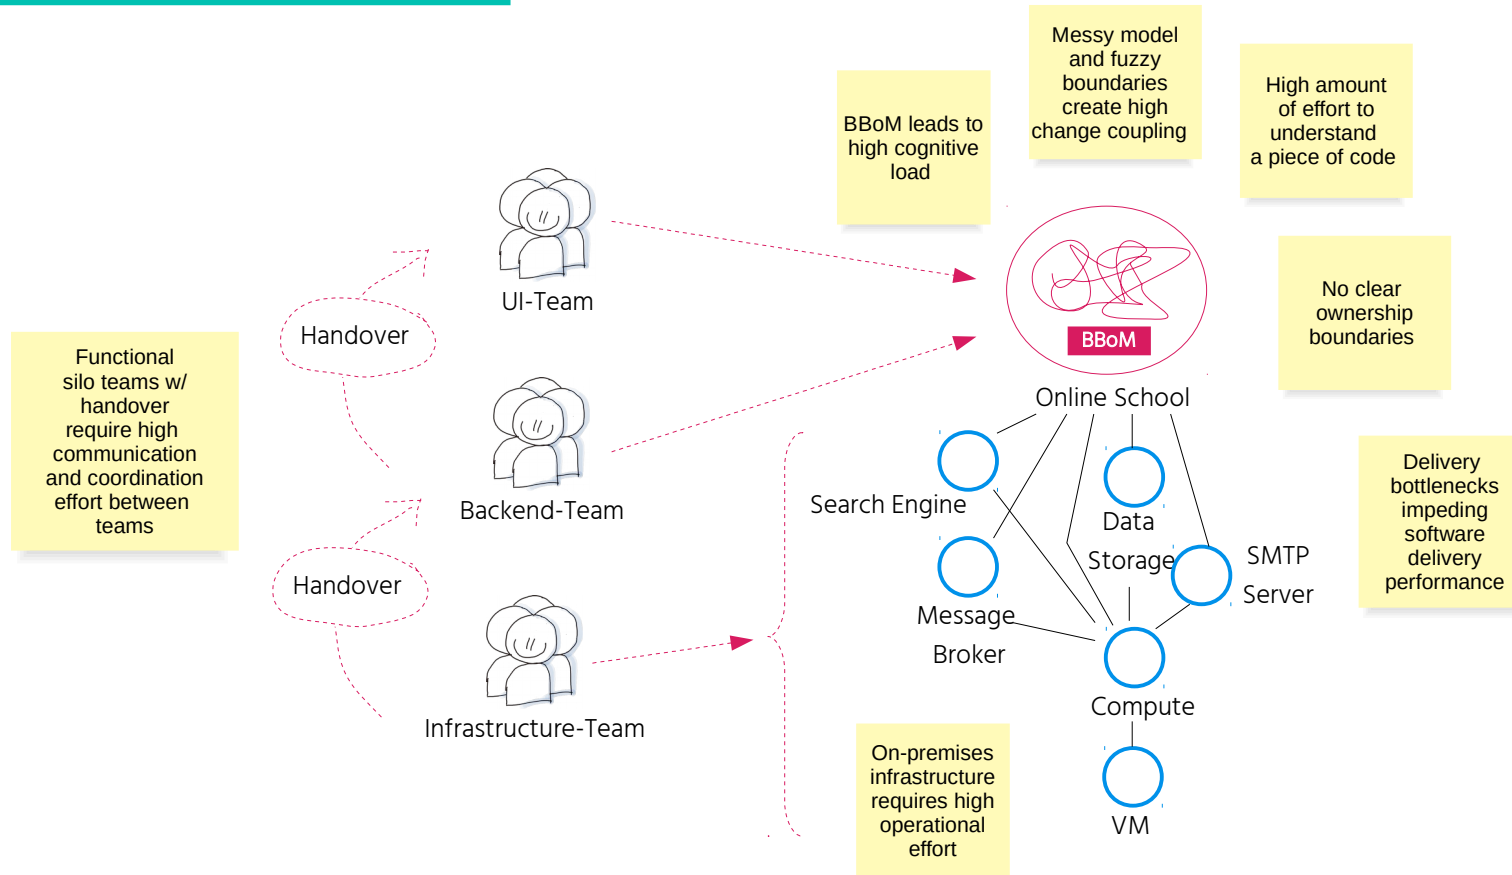 Messy model
and fuzzy
boundaries
create high
change coupling
High amount
of effort to
understand
a piece of code
BBoM leads to
high cognitive
load
UI-Team
Handover
No clear
ownership
boundaries
BBoM
Functional
silo teams w/
handover
require high
communication
and coordination
effort between
teams
Online School
Backend-Team
Search Engine
Data
Storage
Delivery
bottlenecks
impeding
software
delivery
performance
SMTP
Server
Handover
Message
Broker
Infrastructure-Team
Compute
On-premises
infrastructure
requires high
operational
effort
VM